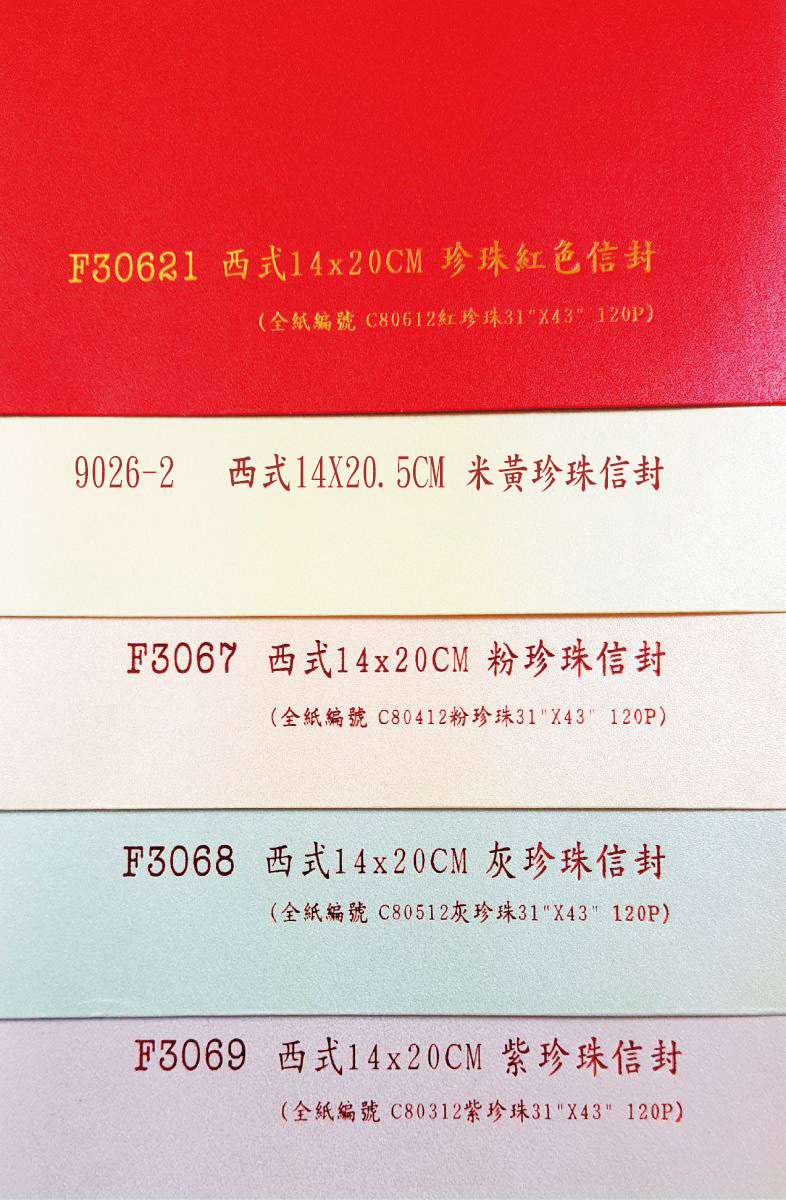 F30621 西式14x20CM 珍珠紅色信封
(全紙編號 C80612紅珍珠31"X43" 120P)
9026-2 西式14X20.5CM 米黃珍珠信封
F3067 西式14x20CM 粉珍珠信封
(全紙編號 C80412粉珍珠31"X43" 120P)
F3068 西式14x20CM 灰珍珠信封
(全紙編號 C80512灰珍珠31"X43" 120P)
F3069 西式14x20CM 紫珍珠信封
(全紙編號 C80312紫珍珠31"X43" 120P)